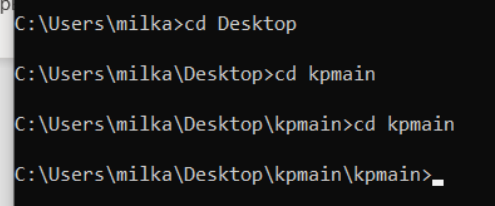 C:\Users\milka>cd Desktop
C:\Users\milka\Desktop>cd kpmain
C:\Users\milka\Desktop\kpmain>cd kpmain
C:\Users\milka\Desktop\kpmain\kpmain>